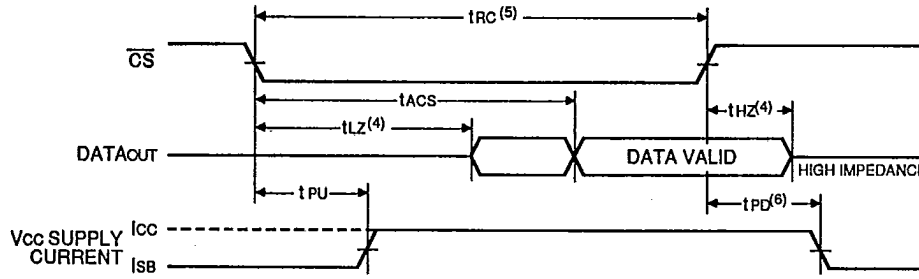 tRC(5)
CS
tACS
tHZ(4)
tLZ(4)
DATAOUT
DATA VALID
HIGH IMPEDANCE
tPU
tPD(6)
VCC SUPPLY CURRENT
ICC
ISB